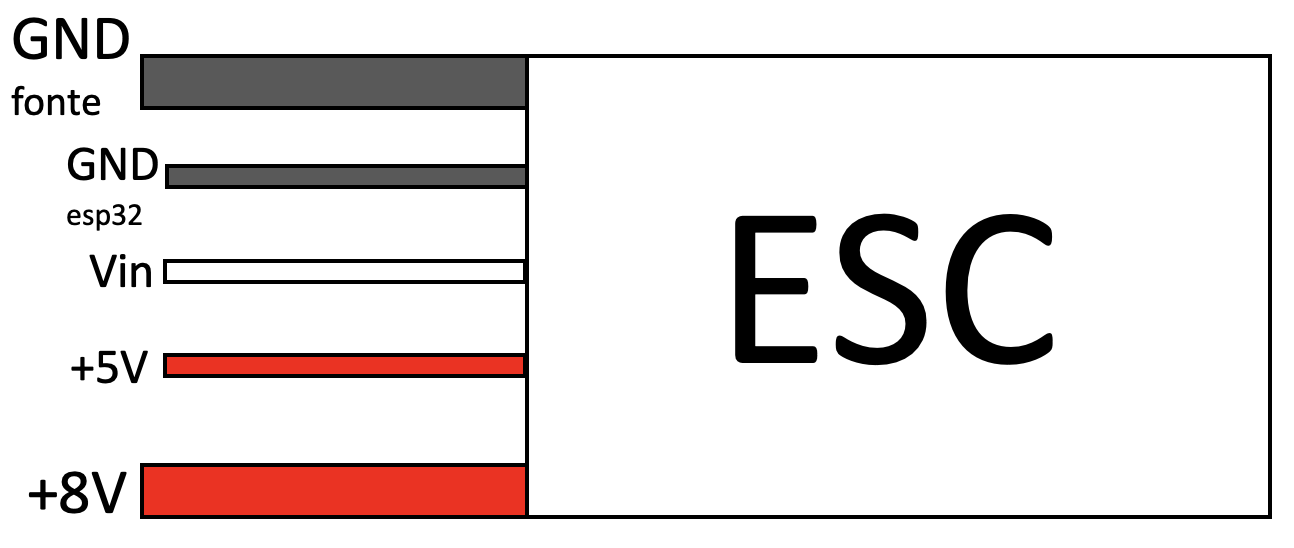 GND
fonte
GND
esp32
Vin
+5V
+8V
ESC